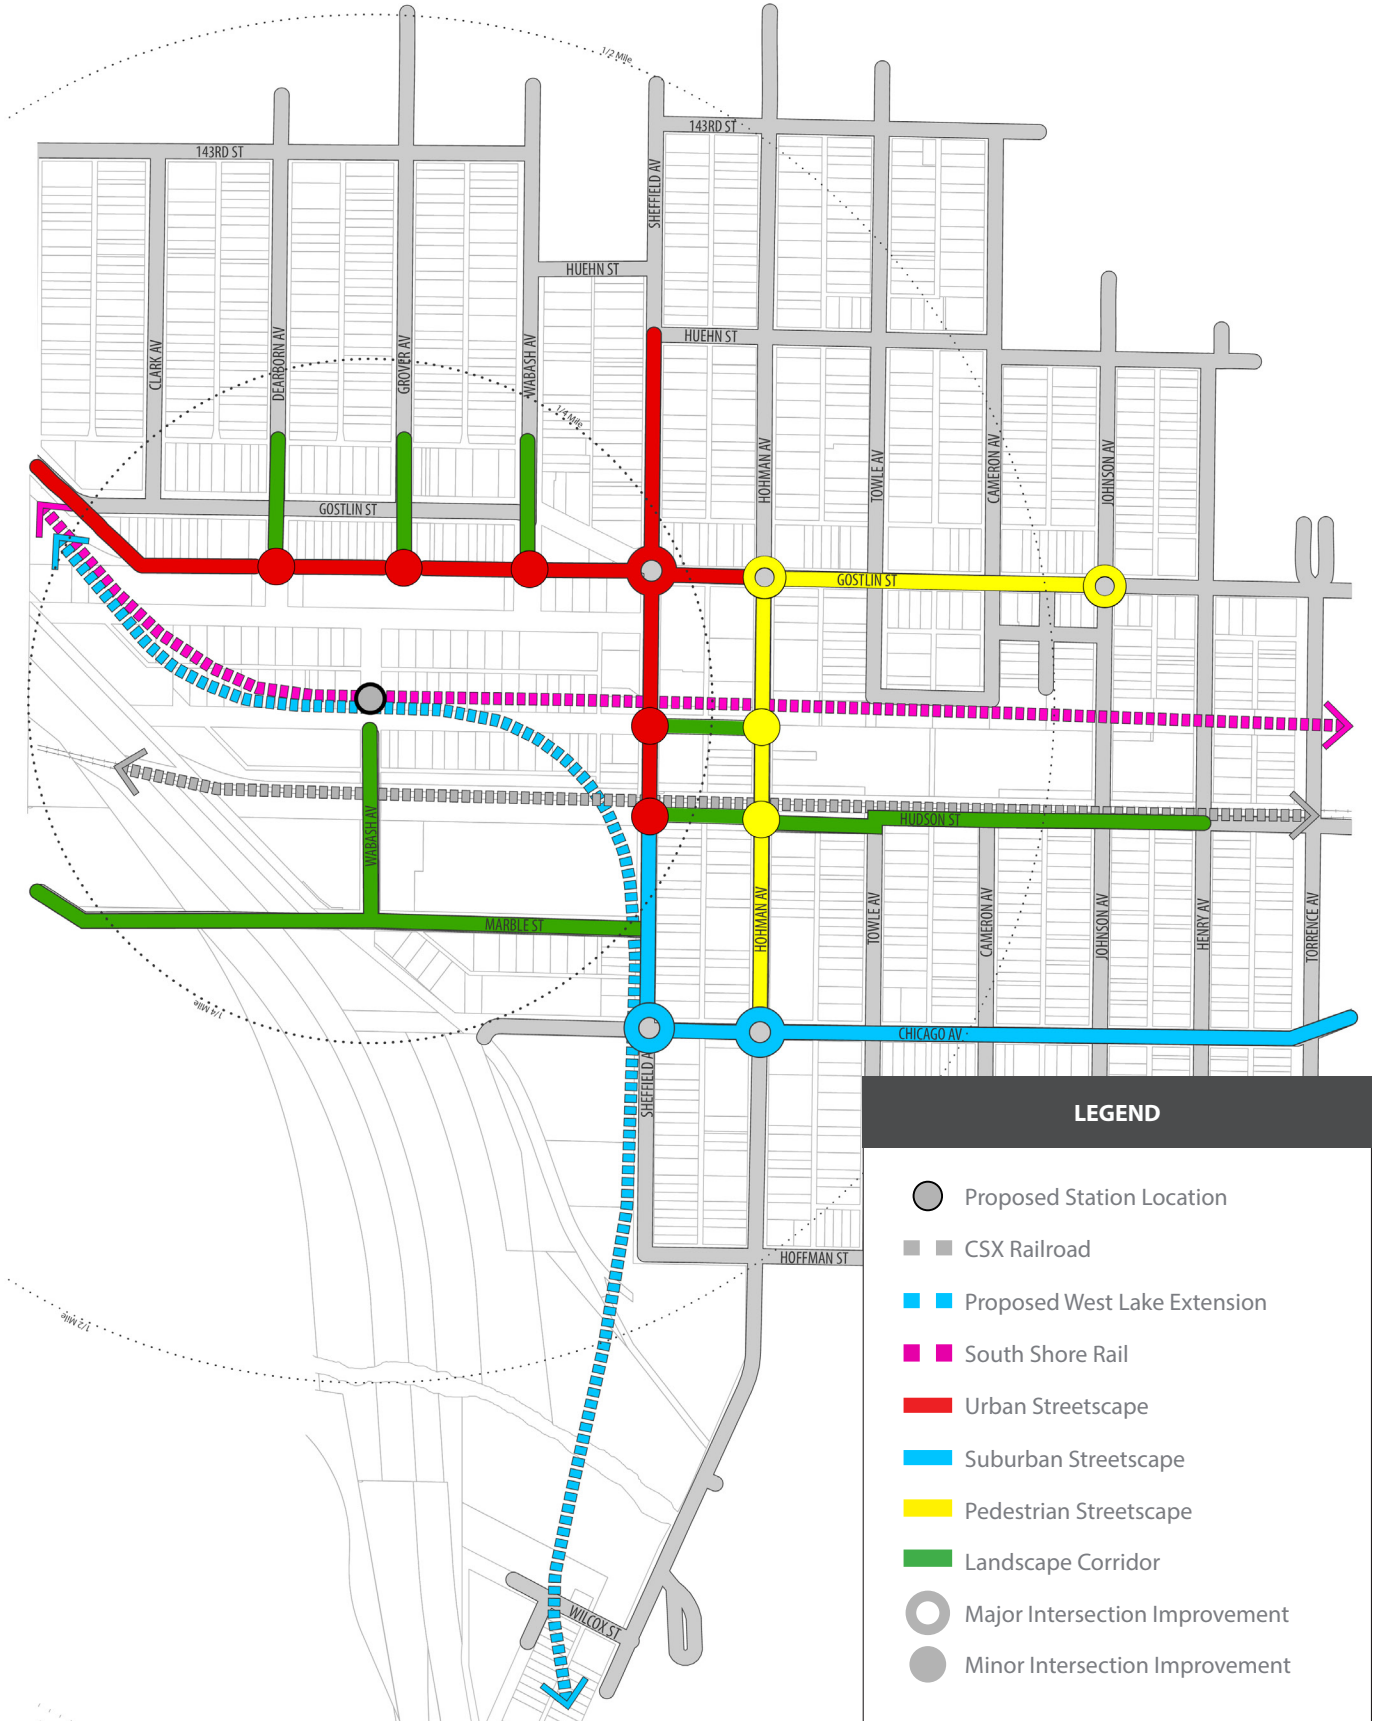 1/2 Mile
143RD ST
143RD ST
SHEFFIELD AV
HUEHN ST
HUEHN ST
CLARK AV
DEARBORN AV
GROVER AV
WABASH AV
1/4 Mile
HOHMAN AV
TOWLE AV
CAMERON AV
JOHNSON AV
GOSTLIN ST
GOSTLIN ST
WABASH AV
HUDSON ST
MARBLE ST
HOHMAN AV
TOWLE AV
CAMERON AV
JOHNSON AV
HENRY AV
TORRENCE AV
1/4 Mile
CHICAGO AV
SHEFFIELD A
HOFFMAN ST
1/2 Mile
WILCOX ST
LEGEND
Proposed Station Location
CSX Railroad
Proposed West Lake Extension
South Shore Rail
Urban Streetscape
Suburban Streetscape
Pedestrian Streetscape
Landscape Corridor
Major Intersection Improvement
Minor Intersection Improvement